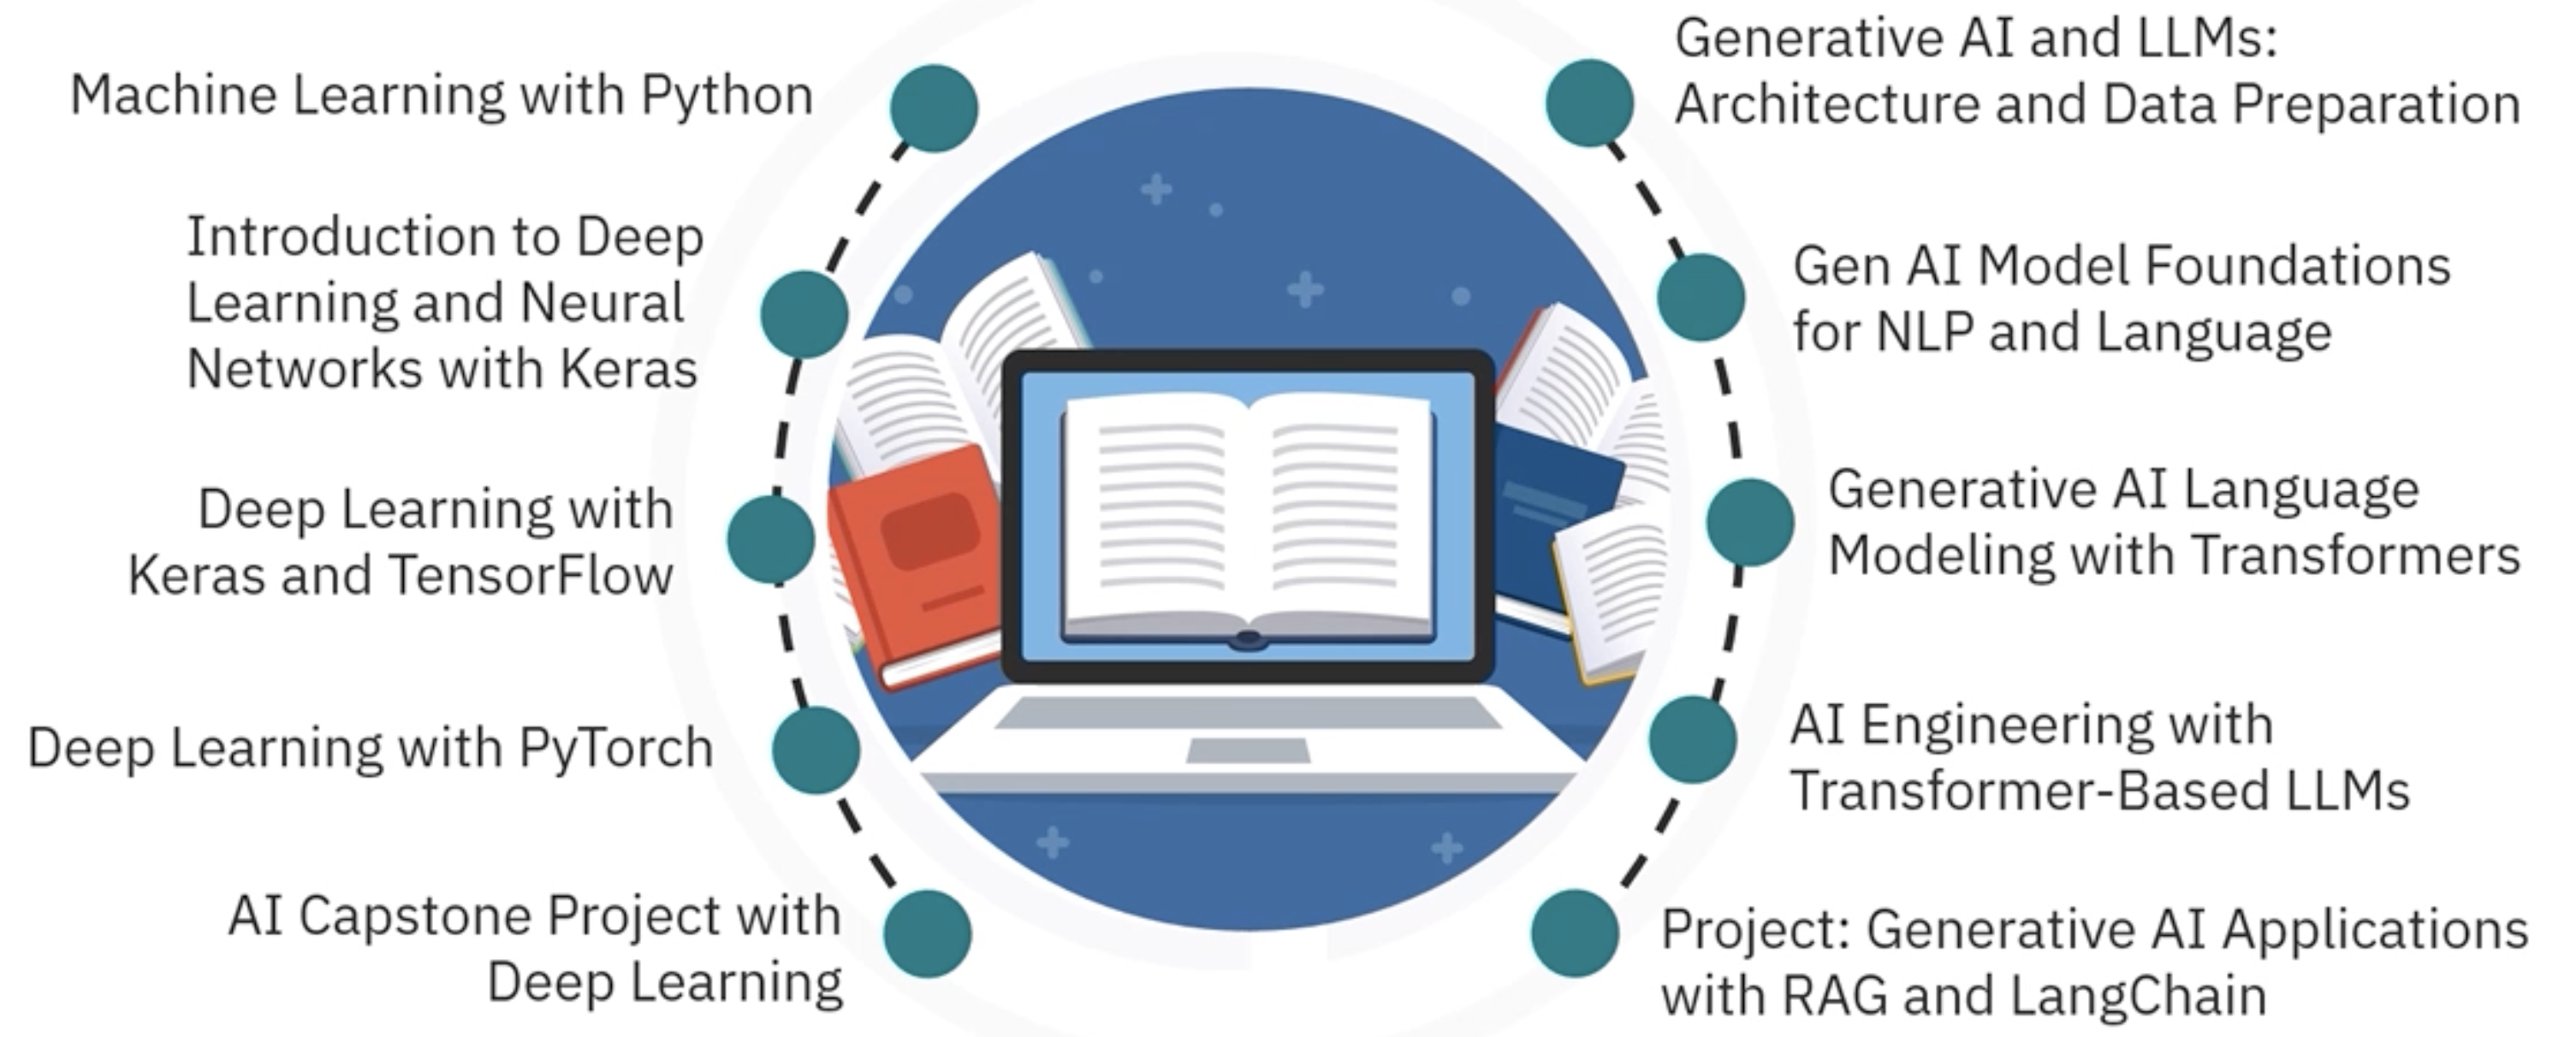 Machine Learning with Python
Introduction to Deep
Learning and Neural
Networks with Keras
Deep Learning with
Keras and TensorFlow
Deep Learning with PyTorch
AI Capstone Project with
Deep Learning
Generative AI and LLMs:
Architecture and Data Preparation
Gen AI Model Foundations
for NLP and Language
Generative AI Language
Modeling with Transformers
AI Engineering with
Transformer-Based LLMs
Project: Generative AI Applications
with RAG and LangChain